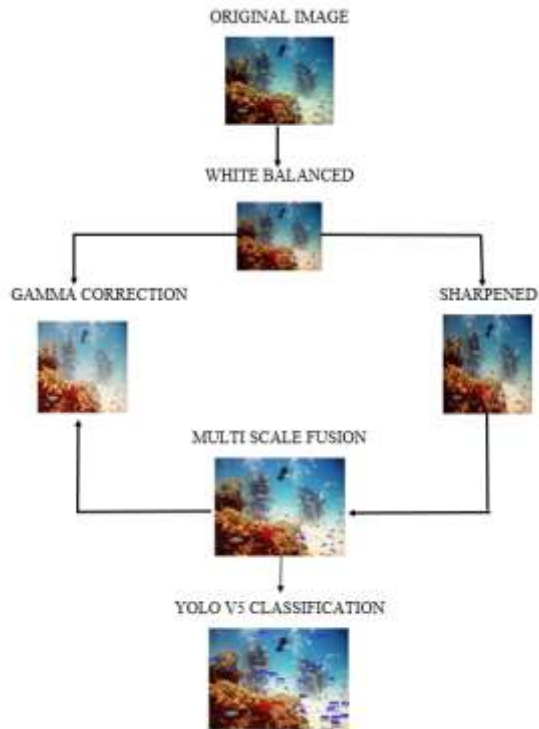 ORIGINAL IMAGE
WHITE BALANCED
GAMMA CORRECTION
SHARPENED
MULTI SCALE FUSION
YOLO V5 CLASSIFICATION